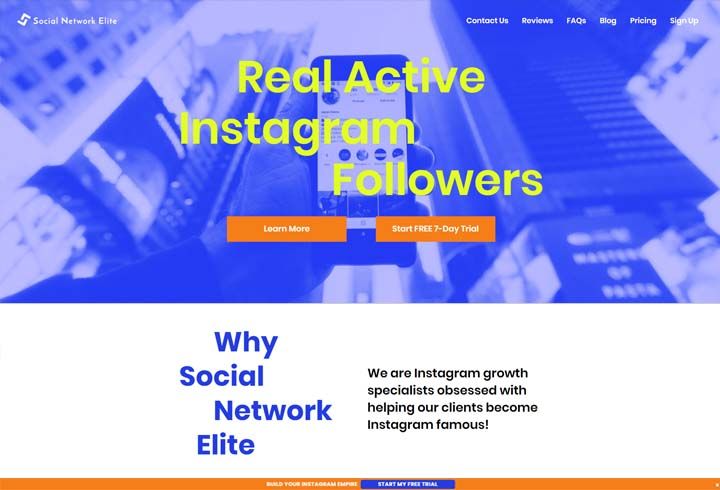 Social Network Elite
Contact Us Reviews FAQs Blog Pricing Sign Up
Real Active
Instagram
Followers
Learn More Start FREE 7-Day Trial
MASTERS
OF
PASTA
Why
Social
Network
Elite
We are Instagram growth
specialists obsessed with
helping our clients become
Instagram famous!
BUILD YOUR INSTAGRAM EMPIRE START MY FREE TRIAL